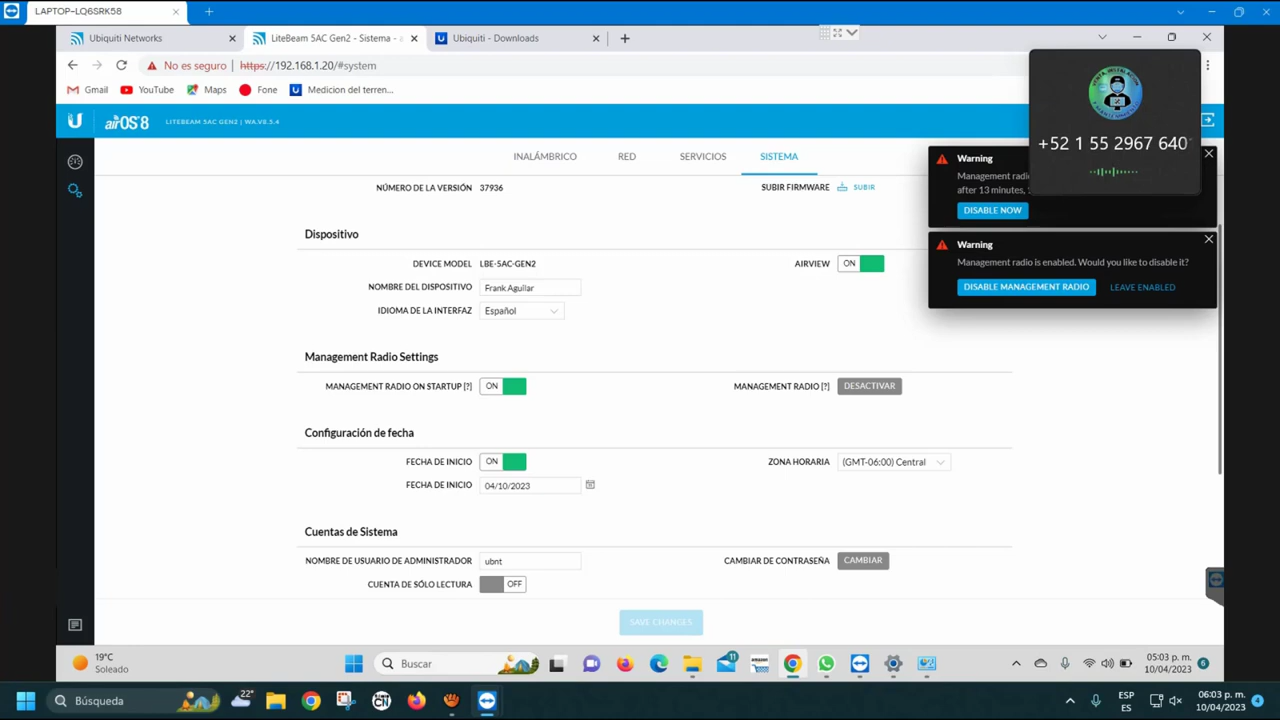 LAPTOP-LQ6SRK58
Ubiquiti Networks
LiteBeam 5AC Gen2 - Sistema - a
Ubiquiti - Downloads
No es seguro
https://192.168.1.20/#system
Gmail
YouTube
Maps
Fone
Medicion del terren...
airOS 8
LITEBEAM 5AC GEN2 | WA.V8.5.4
+52 1 55 2967 640
INALÁMBRICO
RED
SERVICIOS
SISTEMA
NÚMERO DE LA VERSIÓN 37936
SUBIR FIRMWARE SUBIR
Warning
Management radi
after 13 minutes,
DISABLE NOW
Warning
Management radio is enabled. Would you like to disable it?
DISABLE MANAGEMENT RADIO
LEAVE ENABLED
Dispositivo
DEVICE MODEL LBE-5AC-GEN2
AIRVIEW ON
NOMBRE DEL DISPOSITIVO Frank Aguilar
IDIOMA DE LA INTERFAZ Español
Management Radio Settings
MANAGEMENT RADIO ON STARTUP [?] ON
MANAGEMENT RADIO [?] DESACTIVAR
Configuración de fecha
FECHA DE INICIO ON
ZONA HORARIA (GMT-06:00) Central
FECHA DE INICIO 04/10/2023
Cuentas de Sistema
NOMBRE DE USUARIO DE ADMINISTRADOR ubnt
CAMBIAR DE CONTRASEÑA CAMBIAR
CUENTA DE SÓLO LECTURA OFF
SAVE CHANGES
19°C
Soleado
Buscar
11
amazon
05:03 p. m.
10/04/2023
6
Búsqueda
22°
ESP
ES
06:03 p. m.
10/04/2023
4